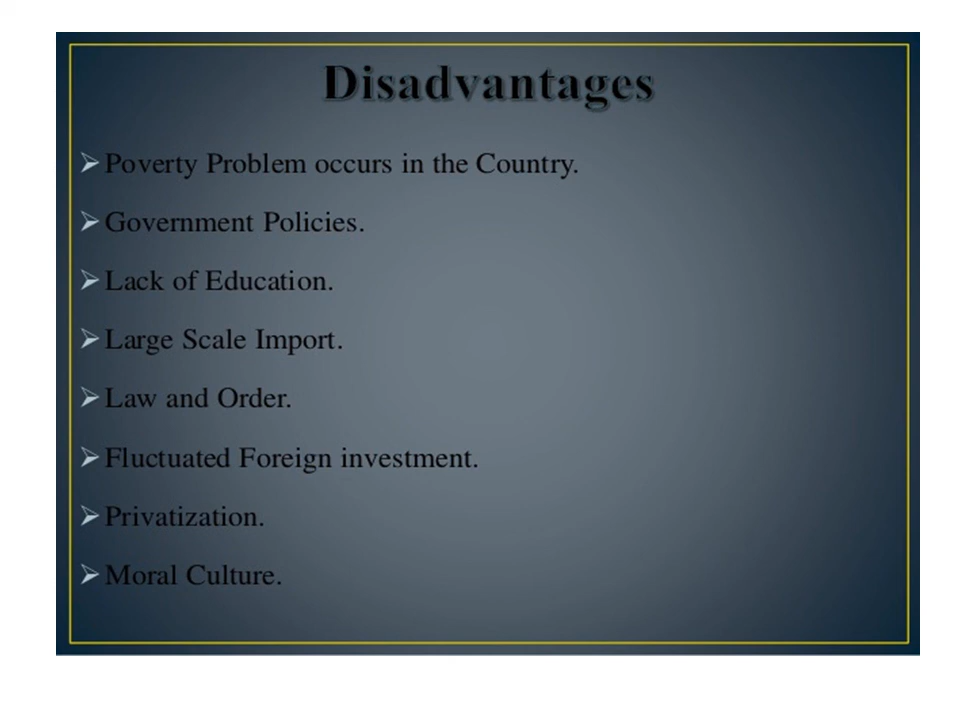 Disadvantages
➢Poverty Problem occurs in the Country.
➢Government Policies.
➢Lack of Education.
➢Large Scale Import.
➢Law and Order.
➢Fluctuated Foreign investment.
➢Privatization.
➢Moral Culture.